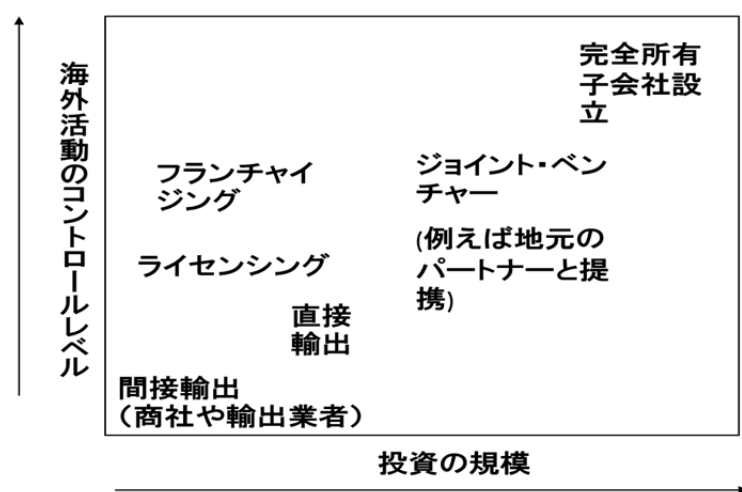 海外活動のコントロールレベル
完全所有
子会社設
立
フランチャイ
ジング
ジョイント・ベン
チャー
ライセンシング
(例えば地元の
パートナーと提
携)
直接
輸出
間接輸出
（商社や輸出業者）
投資の規模